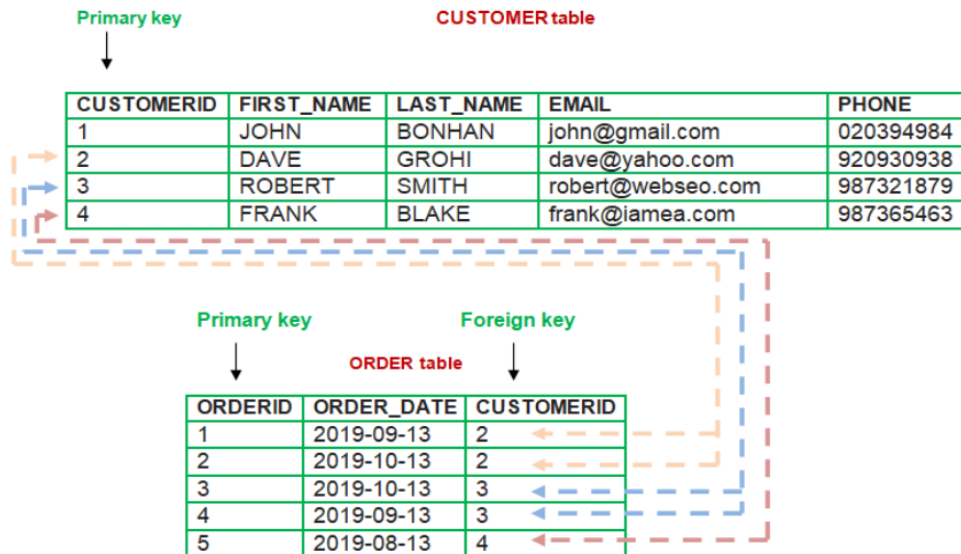 Primary key CUSTOMER table
CUSTOMERID FIRST_NAME LAST_NAME EMAIL PHONE
1 JOHN BONHAN john@gmail.com 020394984
2 DAVE GROHI dave@yahoo.com 920930938
3 ROBERT SMITH robert@webseo.com 987321879
4 FRANK BLAKE frank@iamea.com 987365463
Primary key Foreign key
ORDER table
ORDERID ORDER_DATE CUSTOMERID
1 2019-09-13 2
2 2019-10-13 2
3 2019-10-13 3
4 2019-09-13 3
5 2019-08-13 4